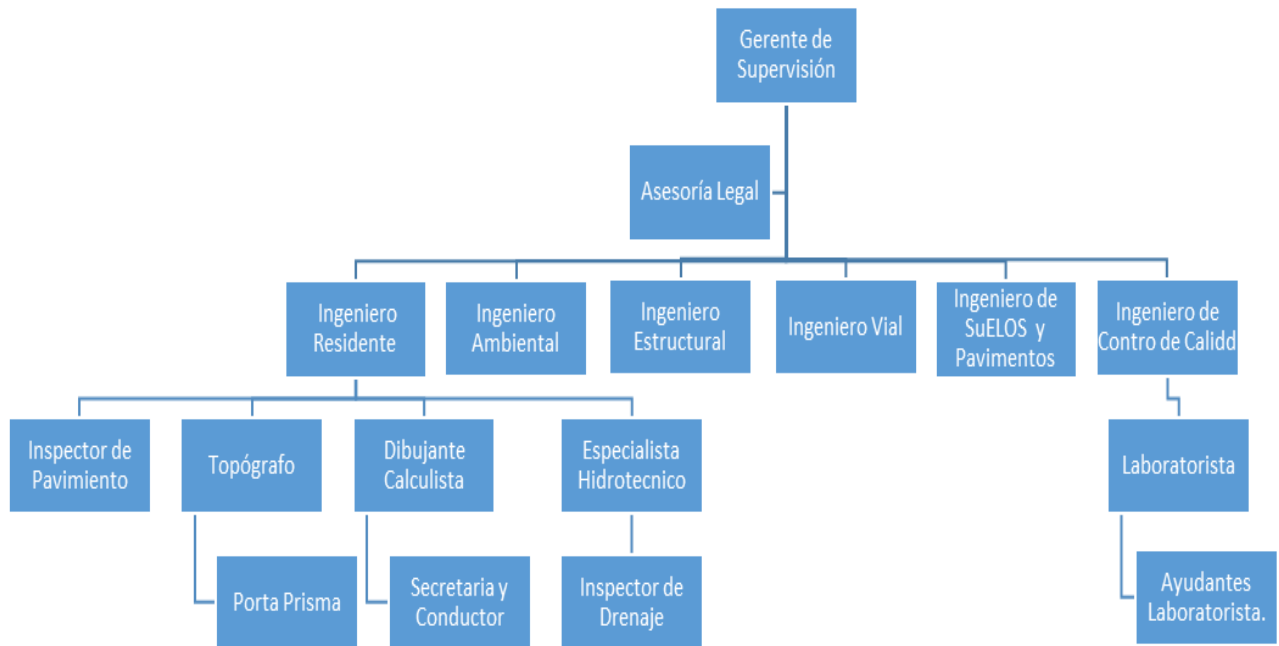 Gerente de
Supervisión
Asesoría Legal
Ingeniero
Residente
Ingeniero
Ambiental
Ingeniero
Estructural
Ingeniero Vial
Ingeniero de
SuELOS y
Pavimentos
Ingeniero de
Contro de Calidd
Inspector de
Pavimiento
Topógrafo
Dibujante
Calculista
Especialista
Hidrotecnico
Laboratorista
Porta Prisma
Secretaria y
Conductor
Inspector de
Drenaje
Ayudantes
Laboratorista.